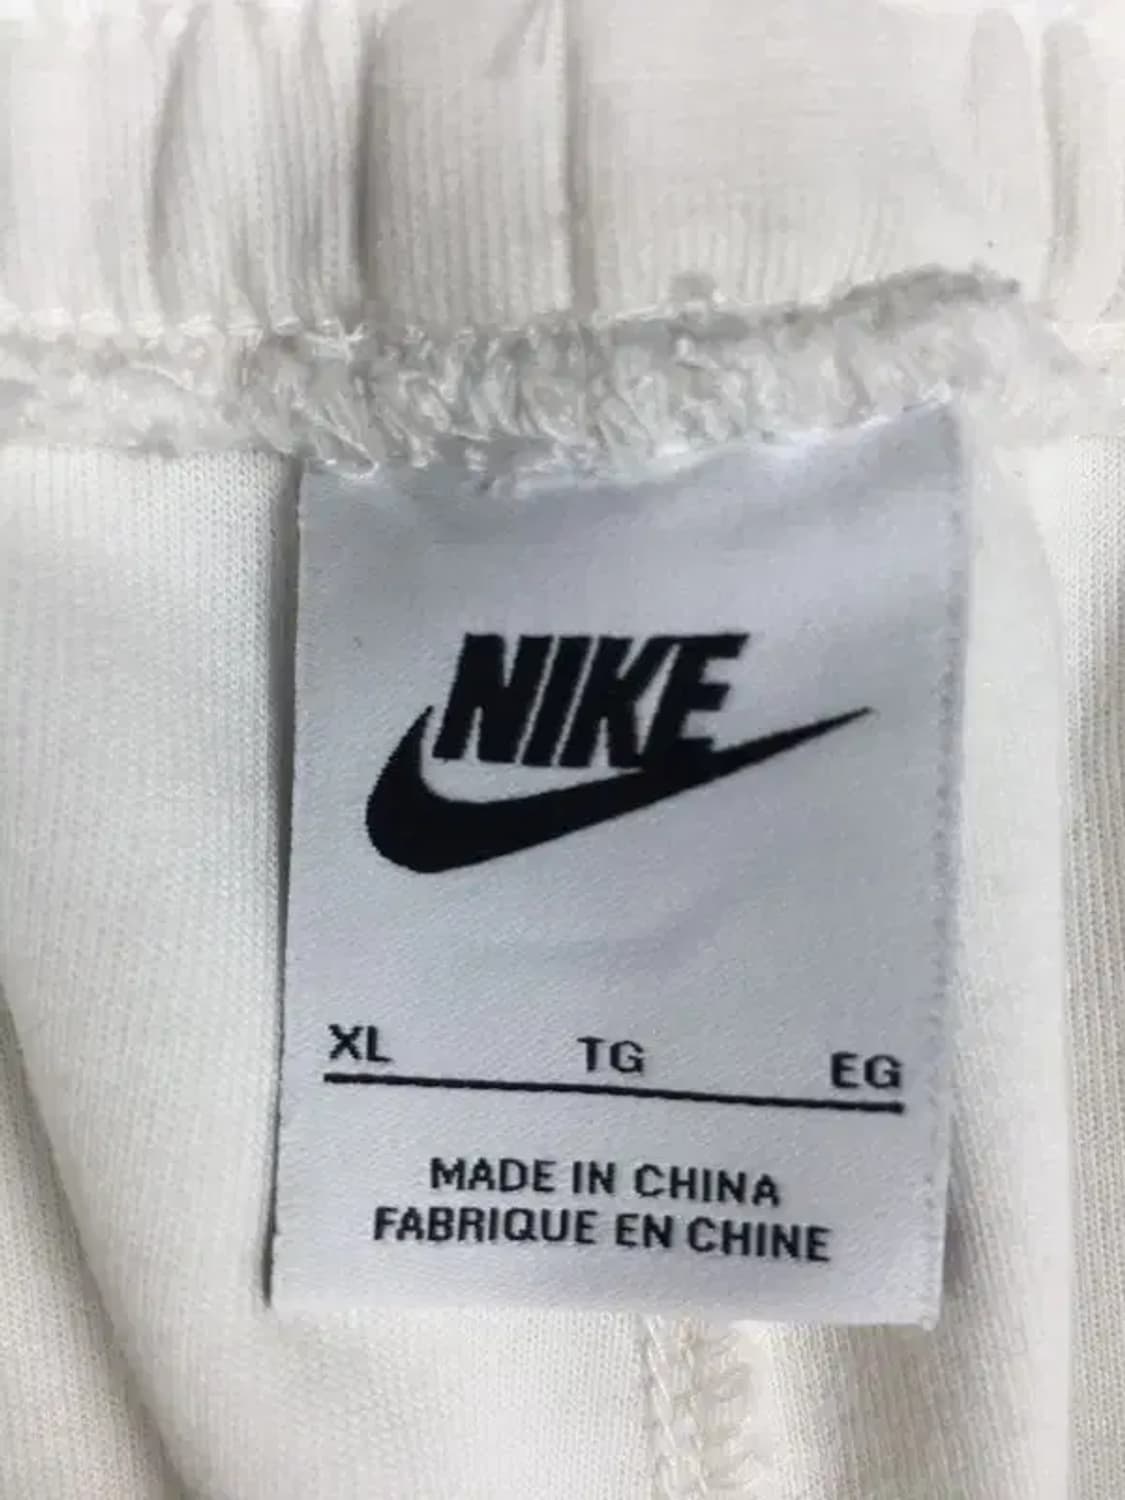 NIKE
XL TG EG
MADE IN CHINA
FABRIQUE EN CHINE